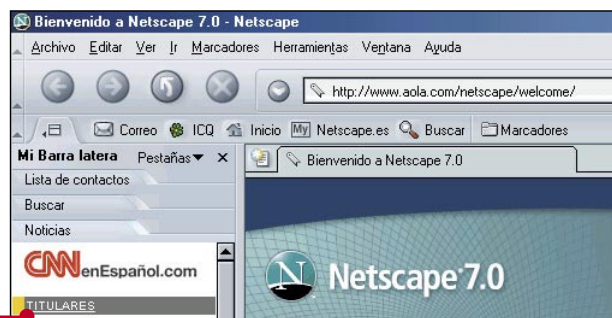 Bienvenido a Netscape 7.0 - Netscape
Archivo Editar Ver Ir Marcadores Herramientas Ventana Ayuda
http://www.aola.com/netscape/welcome/
Correo ICQ Inicio My Netscape.es Buscar Marcadores
Mi Barra latera Pestañas
Bienvenido a Netscape 7.0
Lista de contactos
Buscar
Noticias
CNNenEspañol.com
N Netscape 7.0
TITULARES